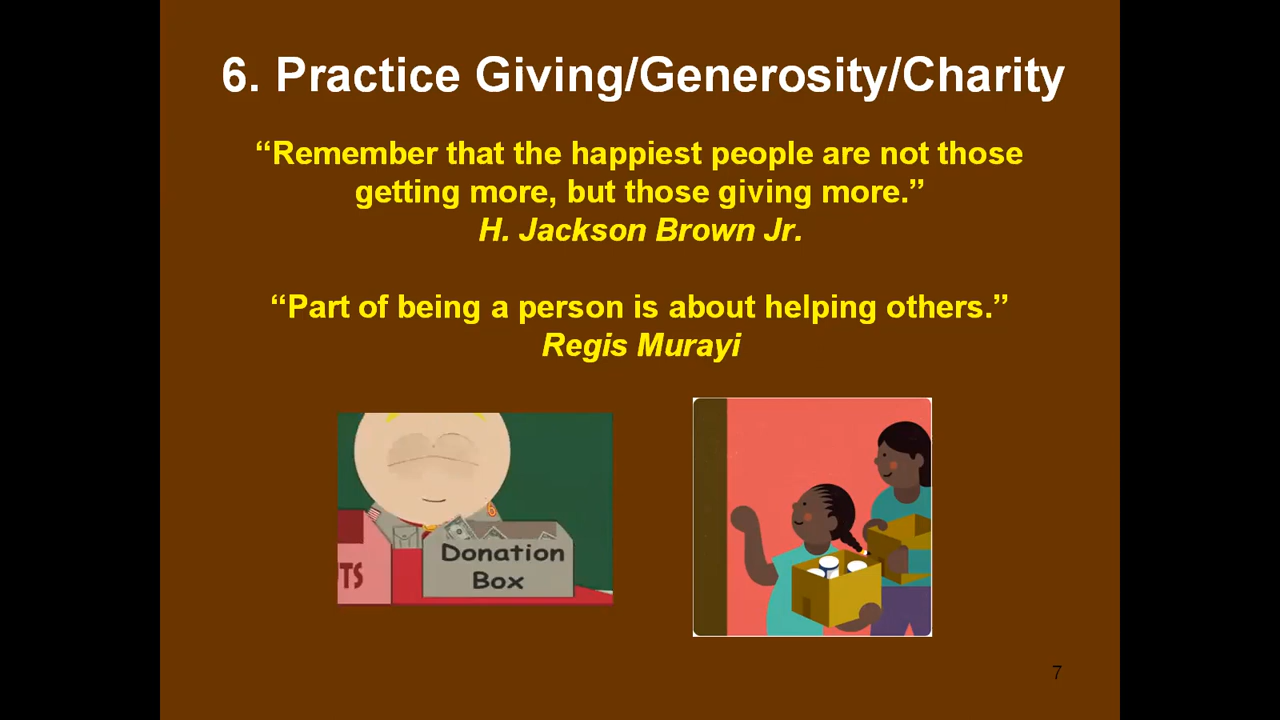 6. Practice Giving/Generosity/Charity
“Remember that the happiest people are not those
getting more, but those giving more.”
H. Jackson Brown Jr.
“Part of being a person is about helping others.”
Regis Murayi
Donation
Box
7